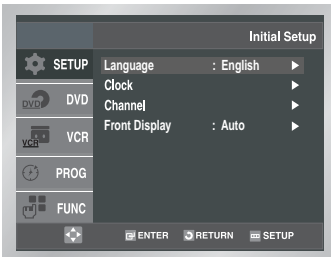 Initial Setup
SETUP
Language : English
Clock
DVD DVD
Channel
Front Display : Auto
VCR VCR
PROG
FUNC
ENTER RETURN SETUP